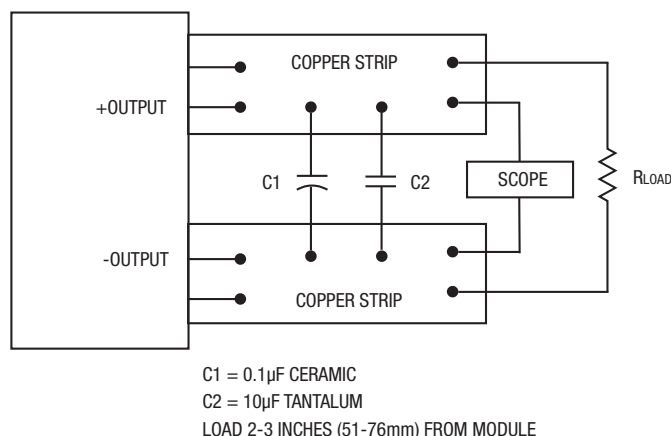 COPPER STRIP
+OUTPUT
C1
C2
SCOPE
RLOAD
-OUTPUT
COPPER STRIP
C1 = 0.1µF CERAMIC
C2 = 10µF TANTALUM
LOAD 2-3 INCHES (51-76mm) FROM MODULE